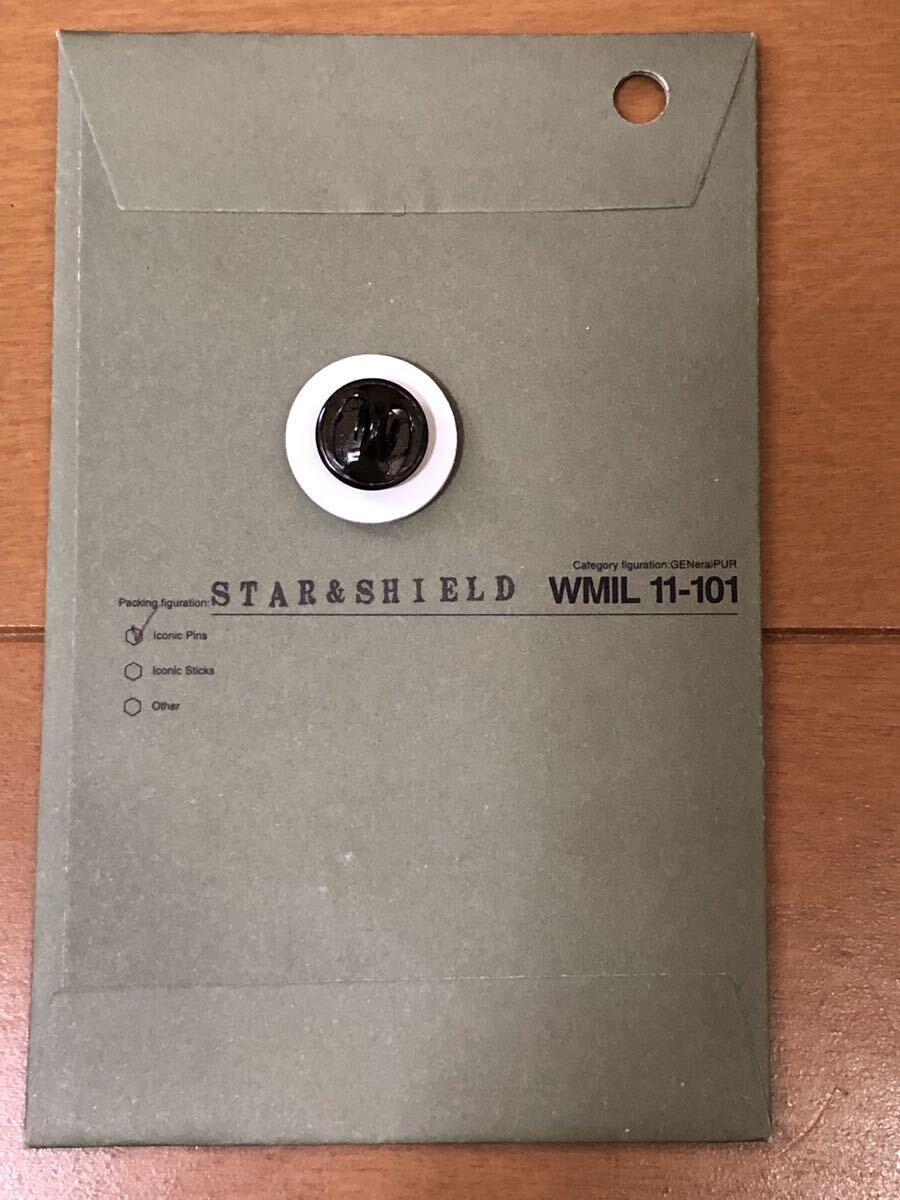 Category figuration:GENeralPUR
Packing figuration:STAR&SHIELD WMIL 11-101
Iconic Pins
Iconic Sticks
Other